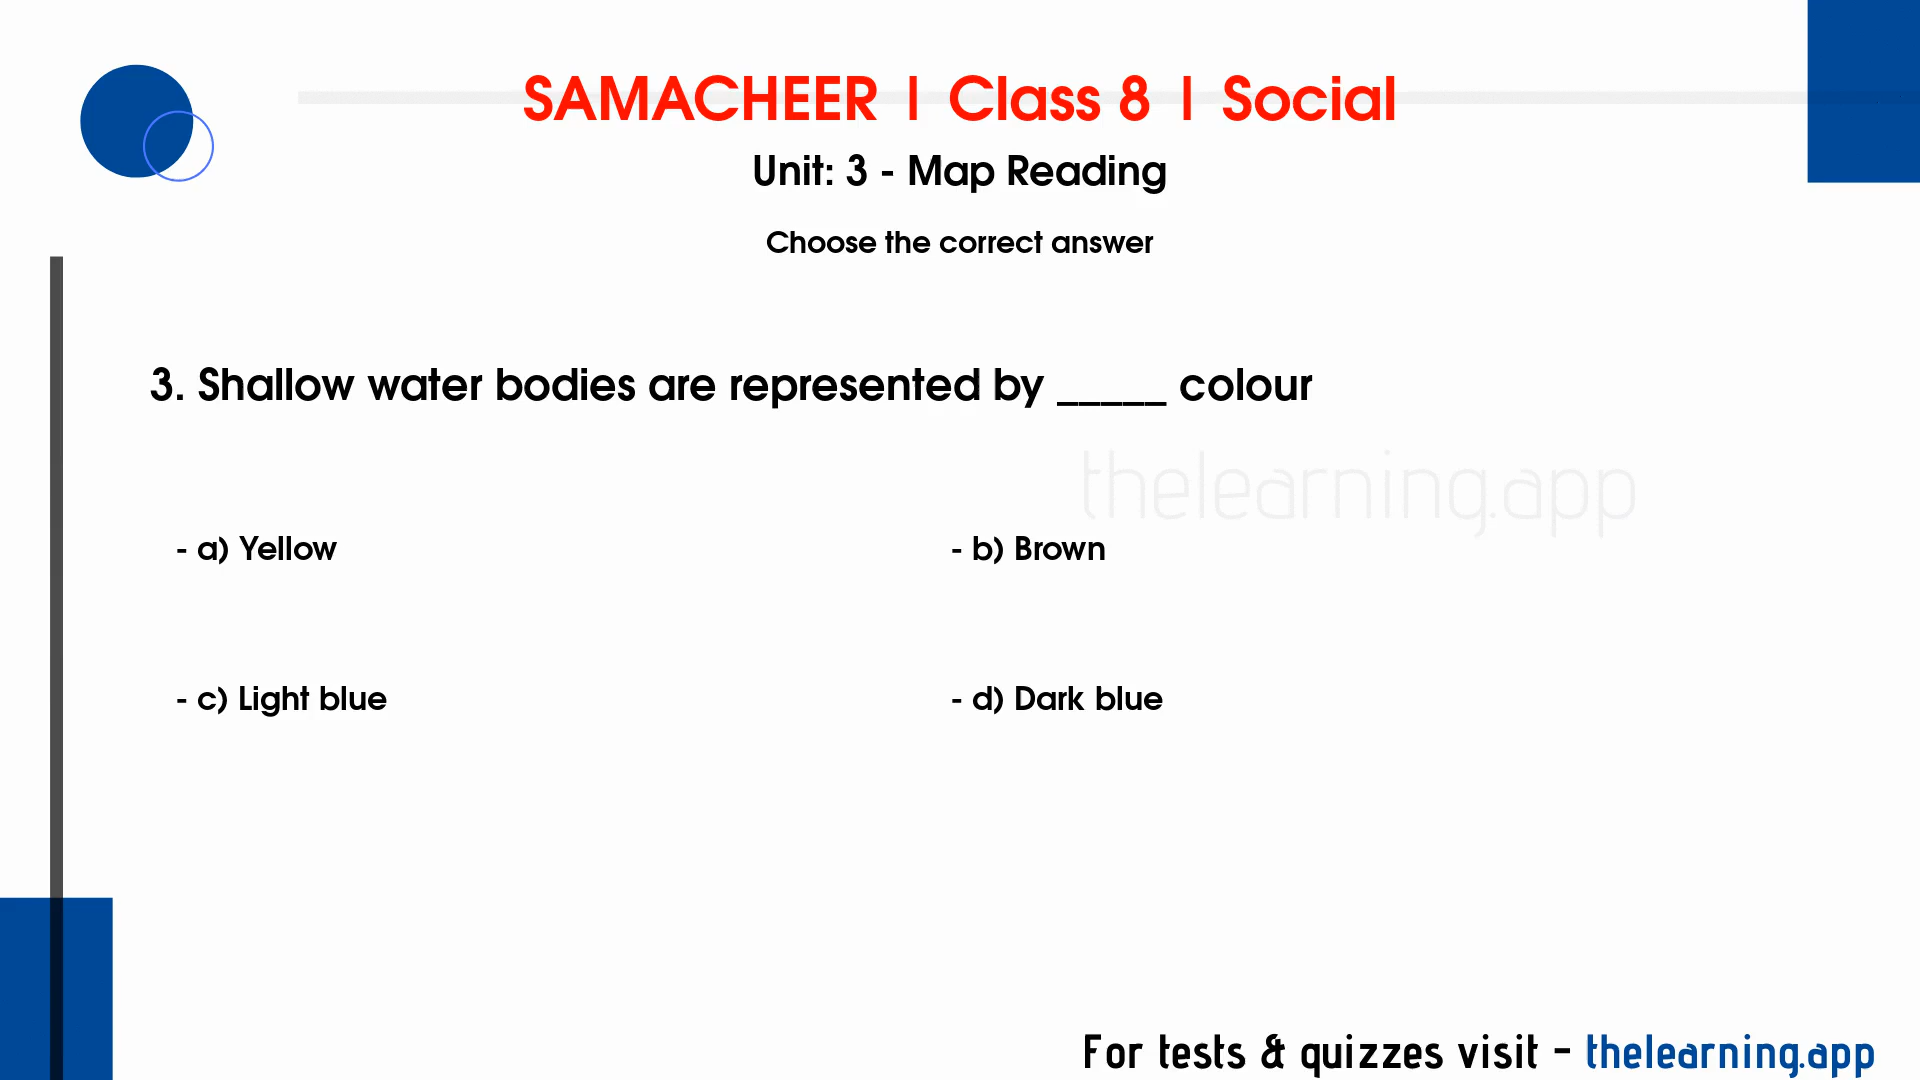 SAMACHEER | Class 8 | Social
Unit: 3 - Map Reading
Choose the correct answer
3. Shallow water bodies are represented by _____ colour
thelearning.app
- a) Yellow
- b) Brown
- c) Light blue
- d) Dark blue
For tests & quizzes visit - thelearning.app